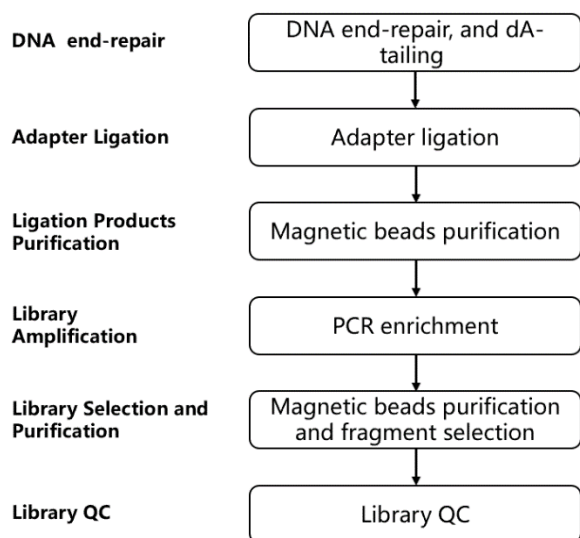 DNA end-repair
DNA end-repair, and dA-
tailing
Adapter Ligation
Adapter ligation
Ligation Products
Purification
Magnetic beads purification
Library
Amplification
PCR enrichment
Library Selection and
Purification
Magnetic beads purification
and fragment selection
Library QC
Library QC